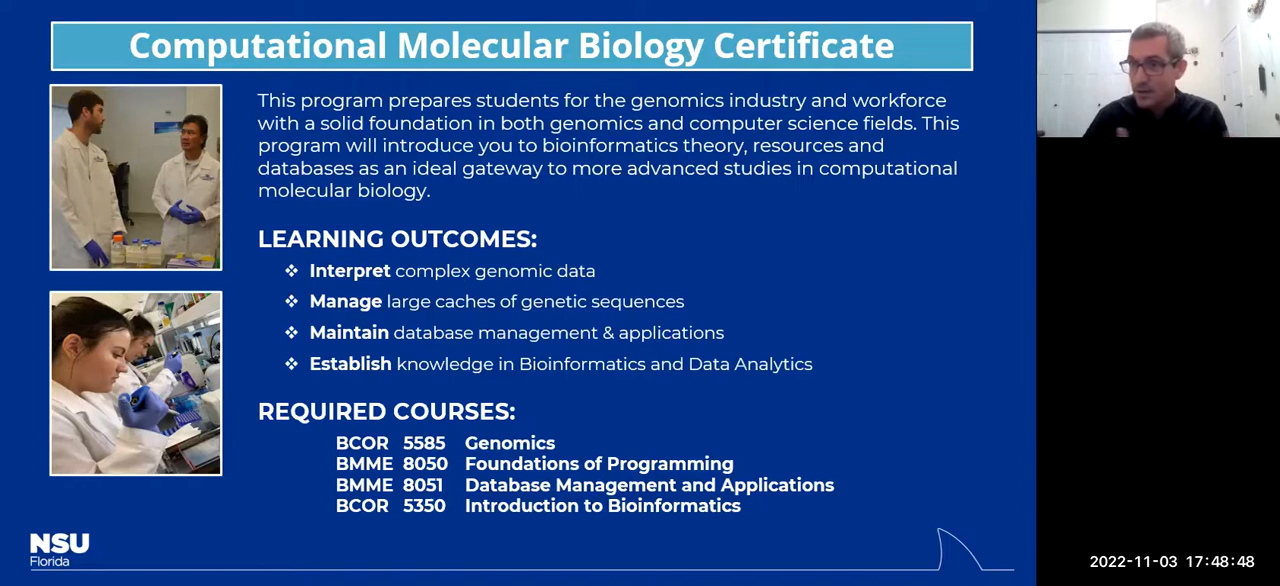 Computational Molecular Biology Certificate
This program prepares students for the genomics industry and workforce
with a solid foundation in both genomics and computer science fields. This
program will introduce you to bioinformatics theory, resources and
databases as an ideal gateway to more advanced studies in computational
molecular biology.
LEARNING OUTCOMES:
❖ Interpret complex genomic data
❖ Manage large caches of genetic sequences
❖ Maintain database management & applications
❖ Establish knowledge in Bioinformatics and Data Analytics
REQUIRED COURSES:
BCOR 5585 Genomics
BMME 8050 Foundations of Programming
BMME 8051 Database Management and Applications
BCOR 5350 Introduction to Bioinformatics
NSU
Florida
2022-11-03 17:48:48